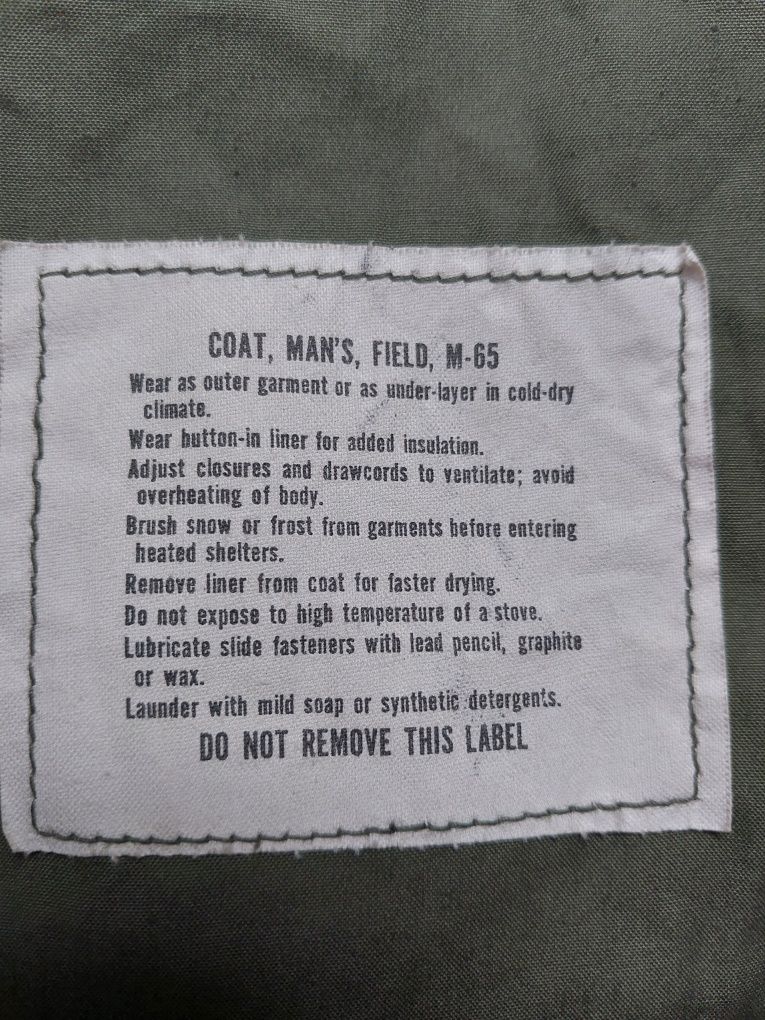 COAT, MAN'S, FIELD, M-65
Wear as outer garment or as under-layer in cold-dry
climate.
Wear button-in liner for added insulation.
Adjust closures and drawcords to ventilate; avoid
overheating of body.
Brush snow or frost from garments before entering
heated shelters.
Remove liner from coat for faster drying.
Do not expose to high temperature of a stove.
Lubricate slide fasteners with lead pencil, graphite
or wax.
Launder with mild soap or synthetic detergents.
DO NOT REMOVE THIS LABEL